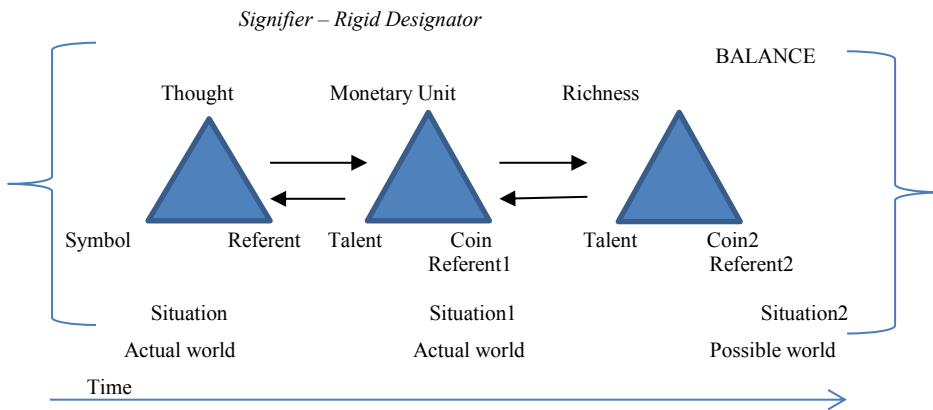 Signifier – Rigid Designator
BALANCE
Thought Monetary Unit Richness
Symbol Referent Talent Coin Talent Coin2
Referent1 Referent2
Situation Situation1 Situation2
Actual world Actual world Possible world
Time